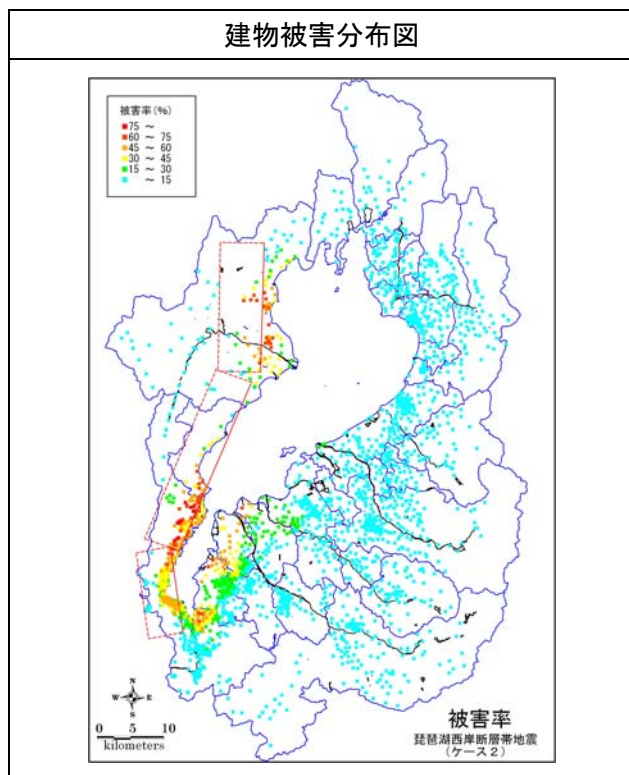 建物被害分布図
被害率(%)
75 ～
60 ～ 75
45 ～ 60
30 ～ 45
15 ～ 30
～ 15
N
W E
S
0 5 10
kilometers
被害率
琵琶湖西岸断層帯地震
(ケース2)